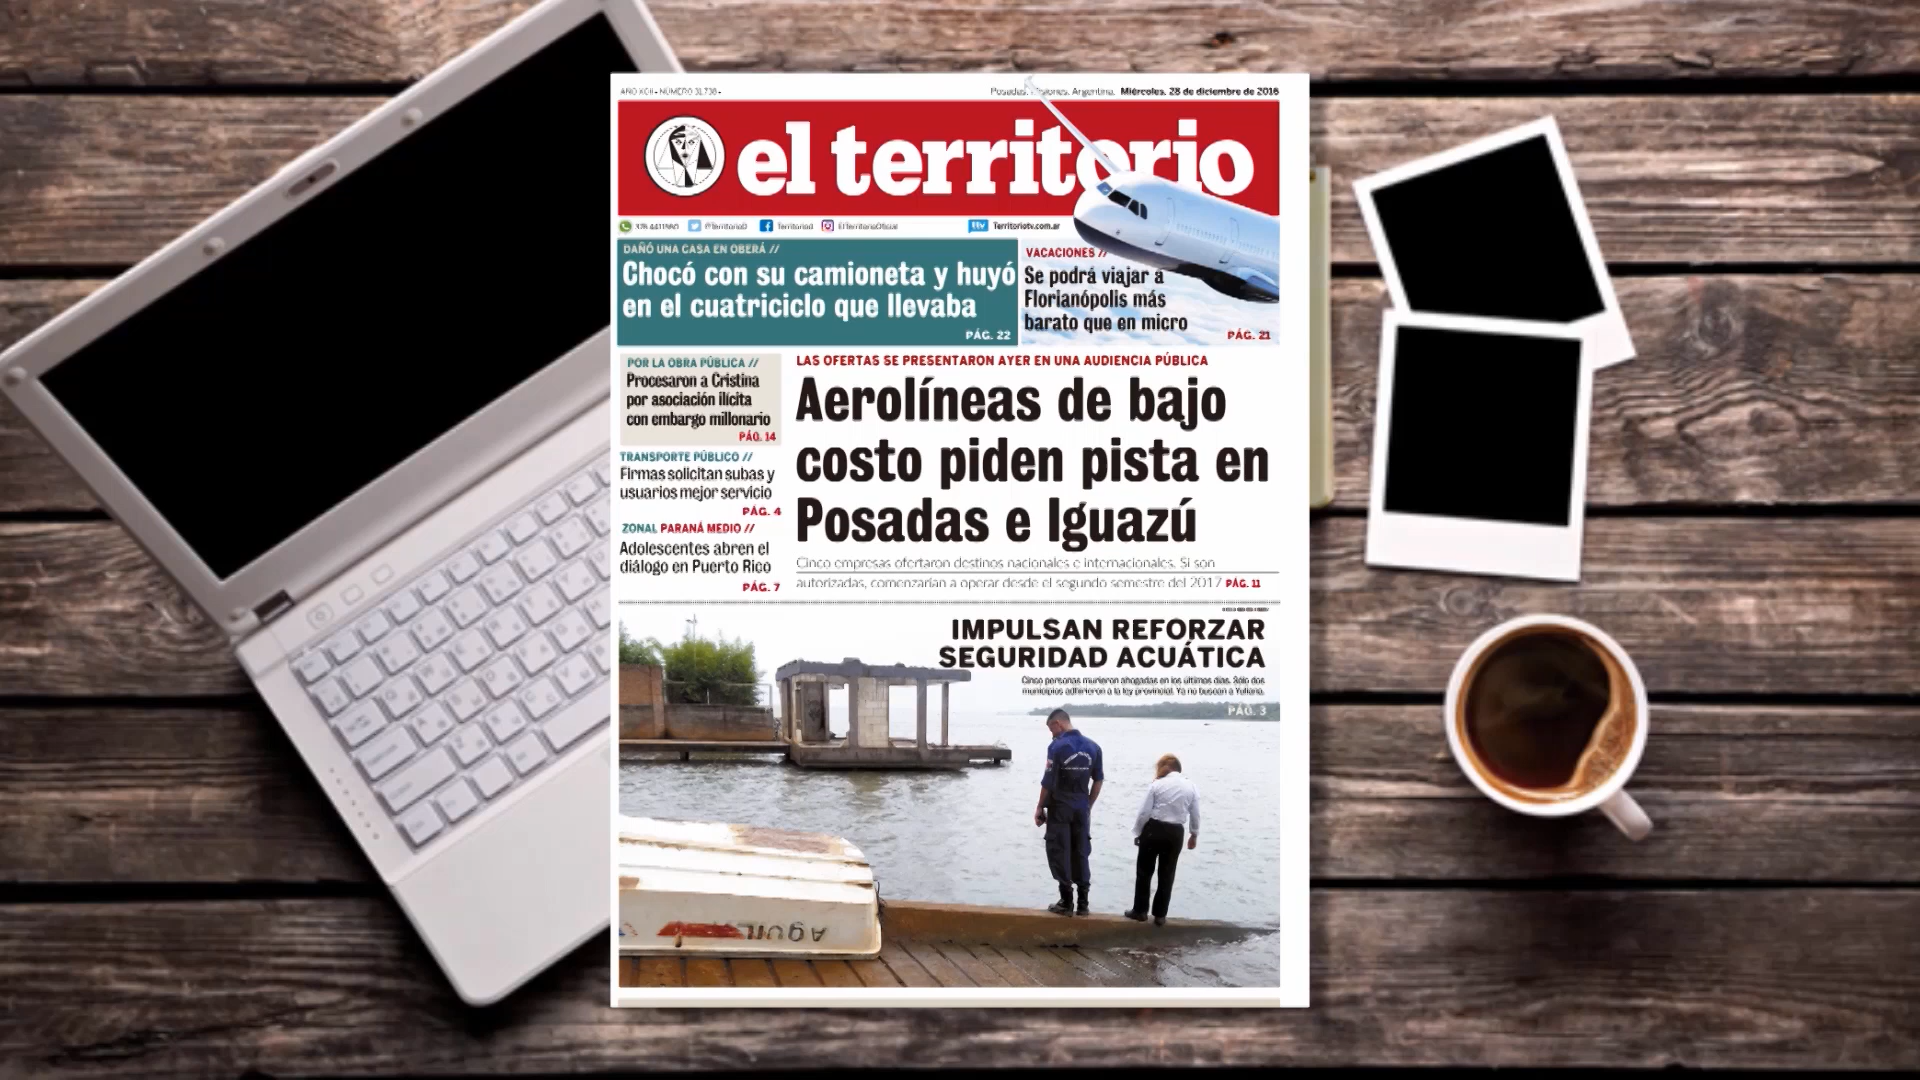 AÑO XCII - NÚMERO 31.738 -
Posadas, Misiones, Argentina. Miércoles, 28 de diciembre de 2016
el territorio
@TerritorioD
Territoriod
ElTerritorioOficial
ttv Territoriotv.com.ar
DAÑÓ UNA CASA EN OBERÁ //
Chocó con su camioneta y huyó
en el cuatriciclo que llevaba
PÁG. 22
VACACIONES //
Se podrá viajar a
Florianópolis más
barato que en micro
PÁG. 21
POR LA OBRA PÚBLICA //
Procesaron a Cristina
por asociación ilícita
con embargo millonario
PÁG. 14
TRANSPORTE PÚBLICO //
Firmas solicitan subas y
usuarios mejor servicio
PÁG. 4
ZONAL PARANÁ MEDIO //
Adolescentes abren el
diálogo en Puerto Rico
PÁG. 7
LAS OFERTAS SE PRESENTARON AYER EN UNA AUDIENCIA PÚBLICA
Aerolíneas de bajo
costo piden pista en
Posadas e Iguazú
Cinco empresas ofertaron destinos nacionales e internacionales. Si son
autorizadas, comenzarían a operar desde el segundo semestre del 2017 PÁG. 11
IMPULSAN REFORZAR
SEGURIDAD ACUÁTICA
Cinco personas murieron ahogadas en los últimos días. Sólo dos
municipios adhirieron a la ley provincial. Ya no buscan a Yuliana.
PÁG. 3